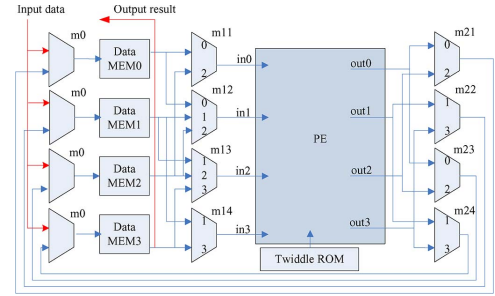 Input data
Output result
m0
Data
MEM0
m11
0
2
in0
out0
m21
0
2
m0
Data
MEM1
m12
0
1
2
in1
PE
out1
m22
1
3
m0
Data
MEM2
m13
1
2
3
in2
out2
m23
0
2
m0
Data
MEM3
m14
1
3
in3
out3
m24
1
3
Twiddle ROM